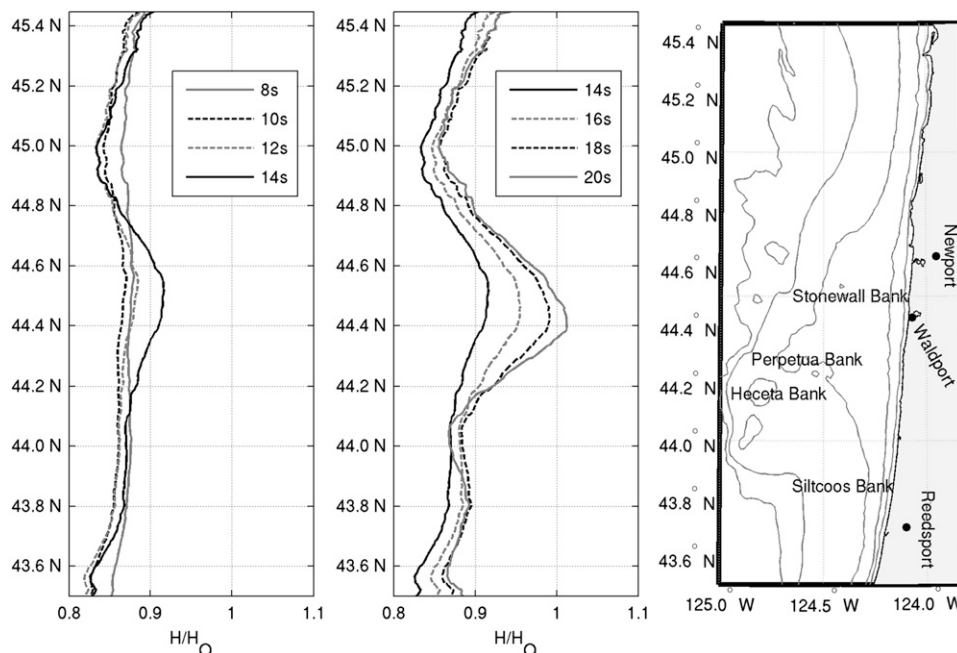 45.4 N
45.2 N
45.0 N
44.8 N
44.6 N
44.4 N
44.2 N
44.0 N
43.8 N
43.6 N
0.8 0.9 1 1.1
H/H_O
8s
10s
12s
14s
45.4 N
45.2 N
45.0 N
44.8 N
44.6 N
44.4 N
44.2 N
44.0 N
43.8 N
43.6 N
0.8 0.9 1 1.1
H/H_O
14s
16s
18s
20s
45.4 °N
45.2 °N
45.0 °N
44.8 °N
44.6 °N
44.4 °N
44.2 °N
44.0 °N
43.8 °N
43.6 °N
125.0 °W 124.5 °W 124.0 °W
Newport
Stonewall Bank
Waldport
Perpetua Bank
Heceta Bank
Siltcoos Bank
Reedsport